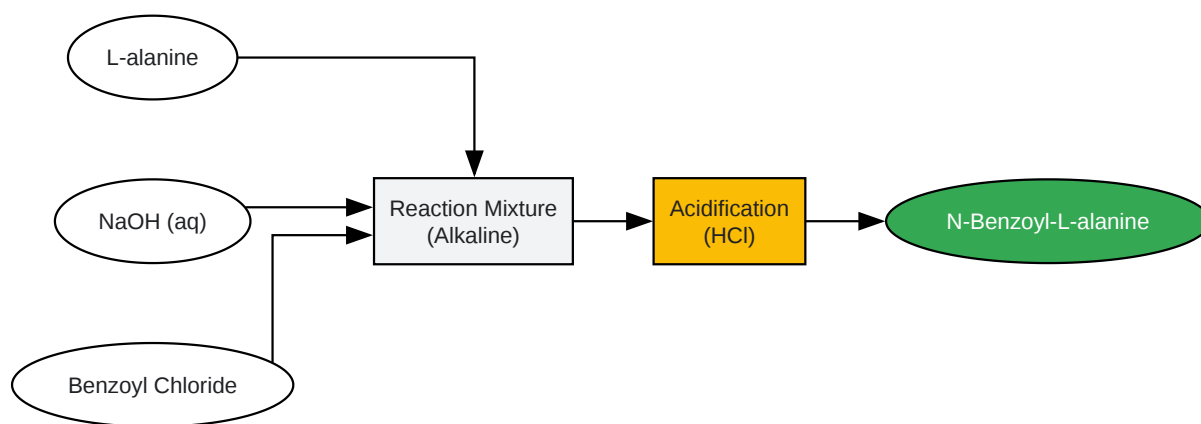 L-alanine
NaOH (aq)
Benzoyl Chloride
Reaction Mixture
(Alkaline)
Acidification
(HCl)
N-Benzoyl-L-alanine